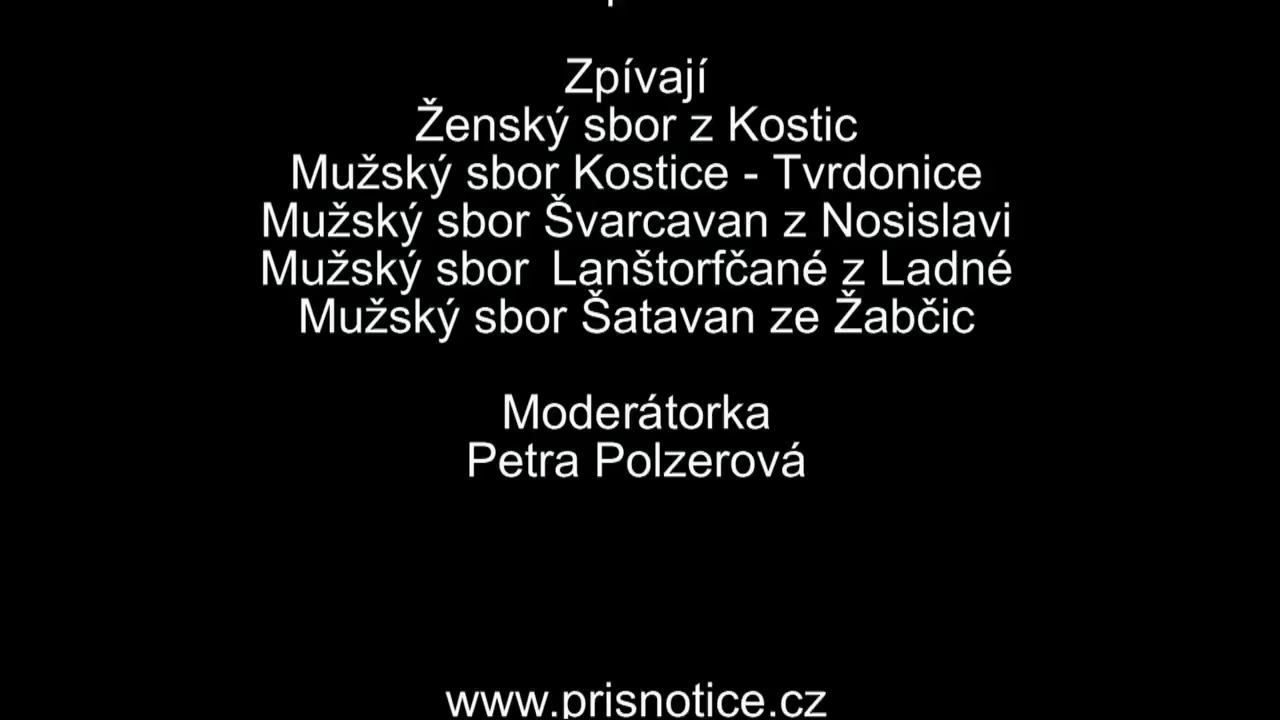 Zpívají
Ženský sbor z Kostic
Mužský sbor Kostice - Tvrdonice
Mužský sbor Švarcavan z Nosislavi
Mužský sbor Lanštorfčané z Ladné
Mužský sbor Šatavan ze Žabčic
Moderátorka
Petra Polzerová
www.prisnotice.cz